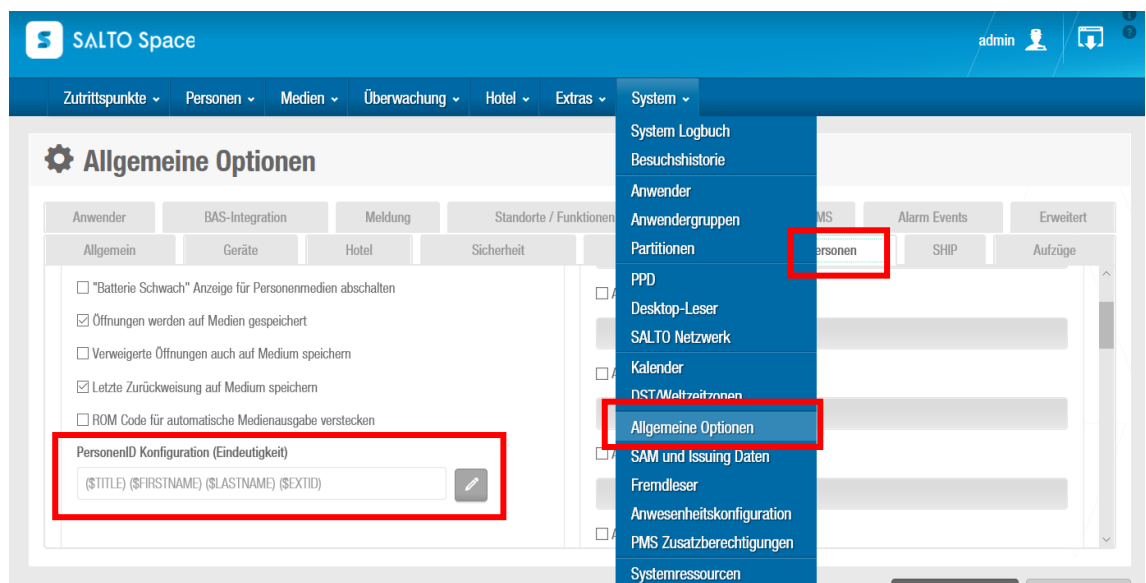 SALTO Space
admin
Zutrittspunkte Personen Medien Überwachung Hotel Extras System
System Logbuch
Besuchshistorie
Anwender
Anwendergruppen
Partitionen
PPD
Desktop-Leser
SALTO Netzwerk
Kalender
DST/Weltzeitzonen
Allgemeine Optionen
SAM und Issuing Daten
Fremdleser
Anwesenheitskonfiguration
PMS Zusatzberechtigungen
Systemressourcen
Allgemeine Optionen
Anwender BAS-Integration Meldung Standorte / Funktionen MS Alarm Events Erweitert
Allgemein Geräte Hotel Sicherheit ersonen SHIP Aufzüge
"Batterie Schwach" Anzeige für Personenmedien abschalten
Öffnungen werden auf Medien gespeichert
Verweigerte Öffnungen auch auf Medium speichern
Letzte Zurückweisung auf Medium speichern
ROM Code für automatische Medienausgabe verstecken
PersonenID Konfiguration (Eindeutigkeit)
($TITLE) ($FIRSTNAME) ($LASTNAME) ($EXTID)